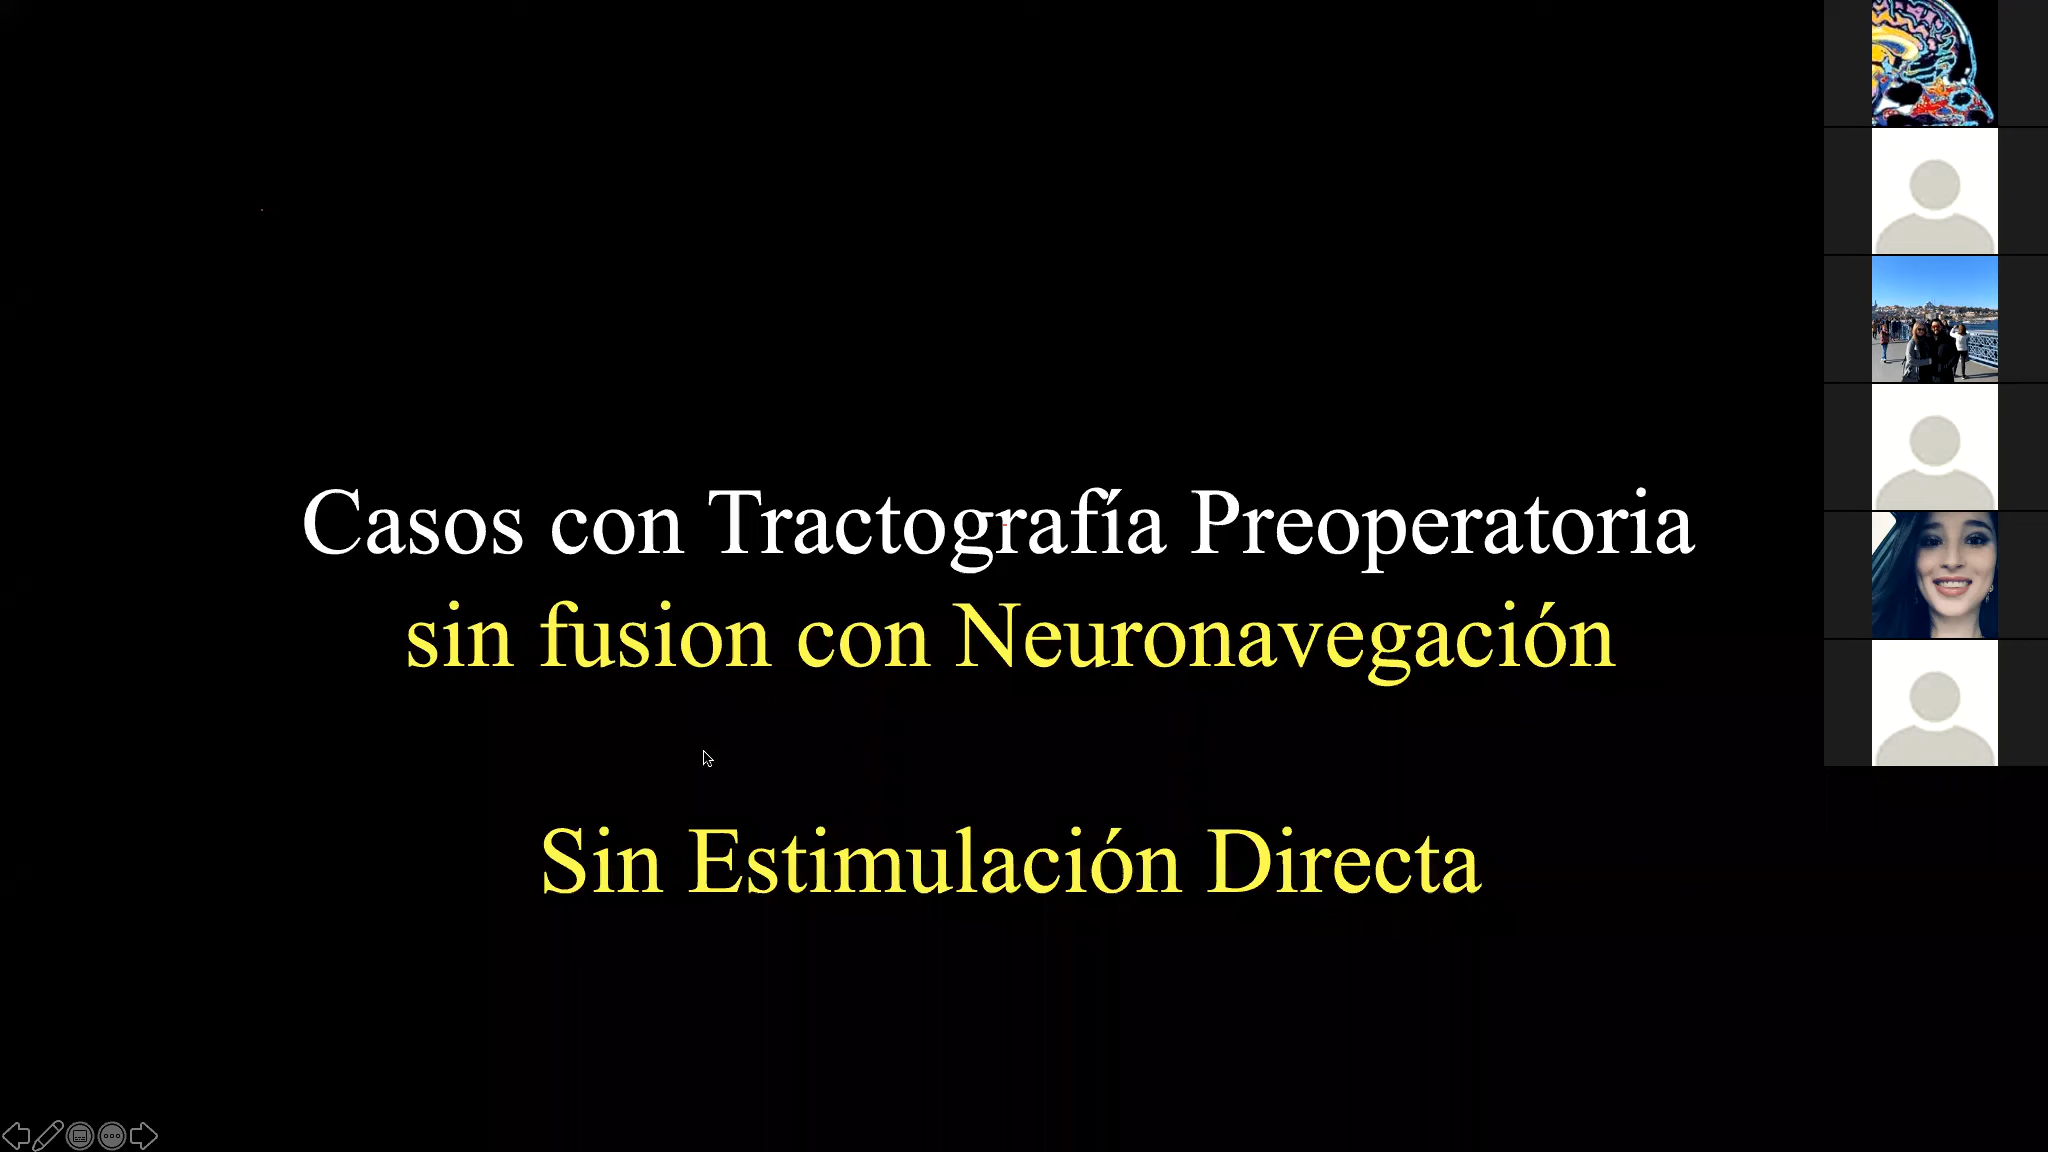 Casos con Tractografía Preoperatoria
sin fusion con Neuronavegación
Sin Estimulación Directa